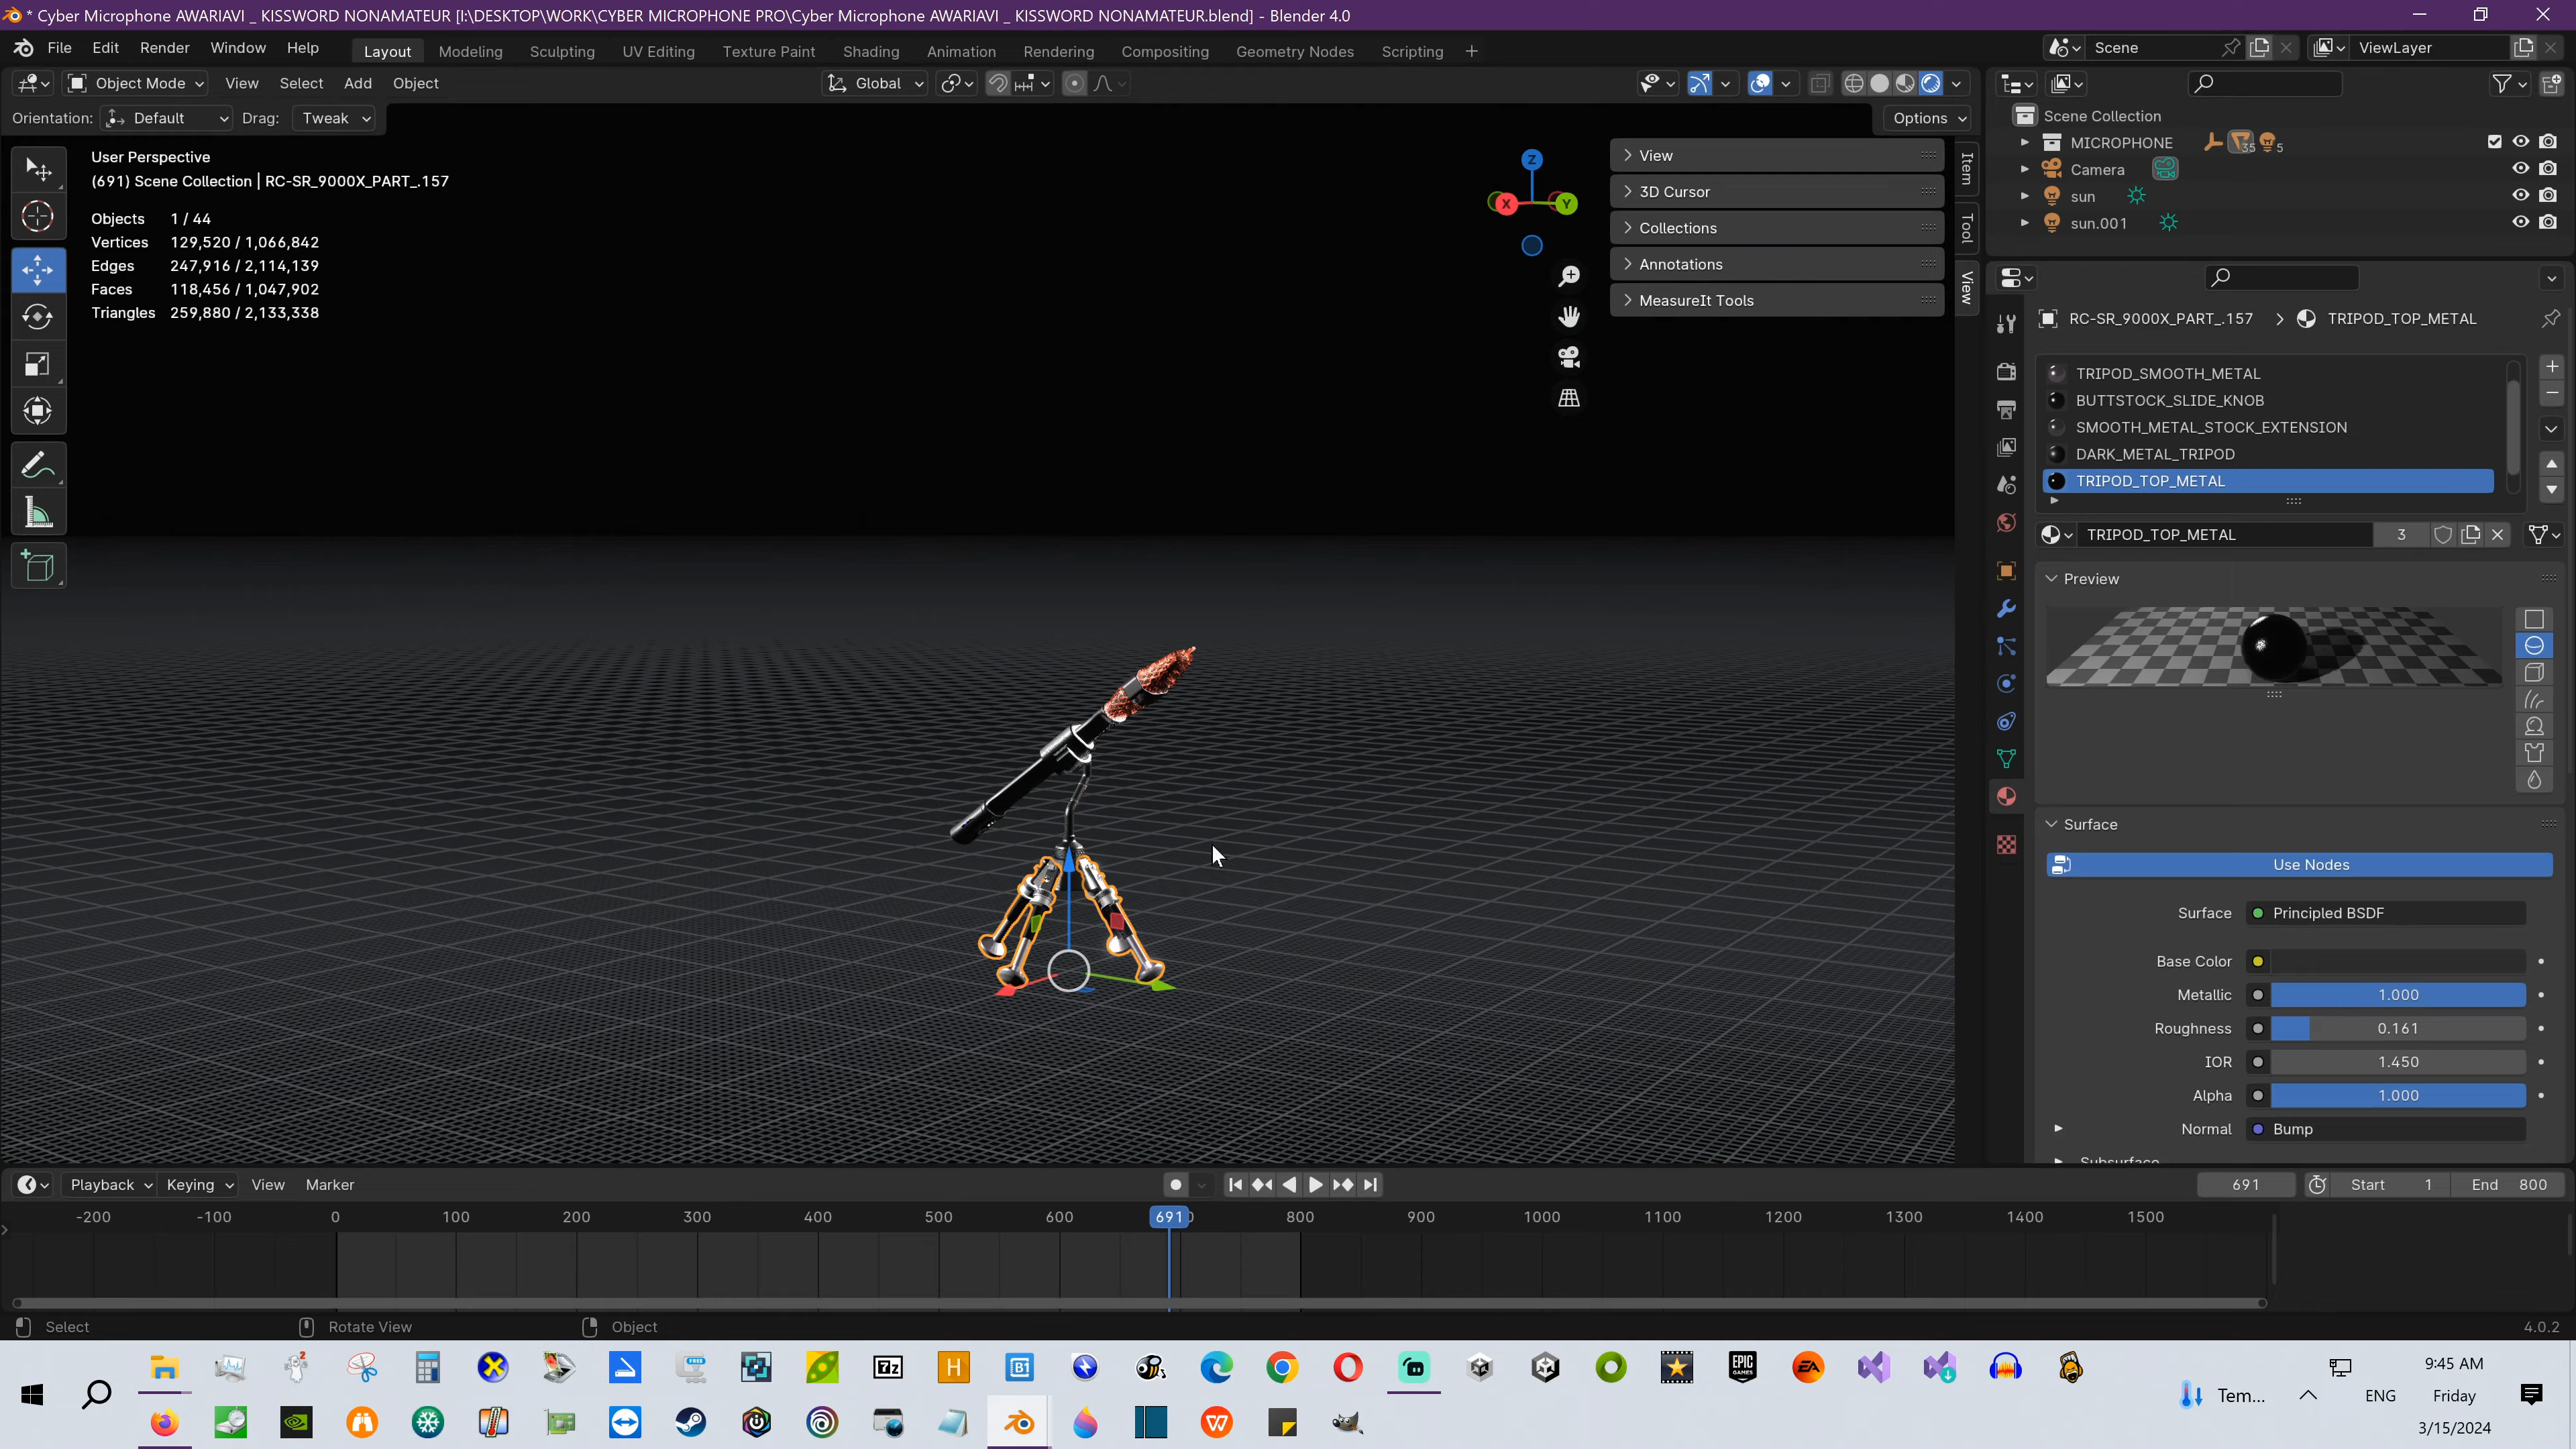 * Cyber Microphone AWARIAVI _ KISSWORD NONAMATEUR [I:\DESKTOP\WORK\CYBER MICROPHONE PRO\Cyber Microphone AWARIAVI _ KISSWORD NONAMATEUR.blend] - Blender 4.0
File Edit Render Window Help Layout Modeling Sculpting UV Editing Texture Paint Shading Animation Rendering Compositing Geometry Nodes Scripting + Scene ViewLayer
Object Mode View Select Add Object Global
Orientation: Default Drag: Tweak Options
User Perspective
(691) Scene Collection | RC-SR_9000X_PART_.157
Objects 1 / 44
Vertices 129,520 / 1,066,842
Edges 247,916 / 2,114,139
Faces 118,456 / 1,047,902
Triangles 259,880 / 2,133,338
Z
X
Y
View
3D Cursor
Collections
Annotations
MeasureIt Tools
Item
Tool
View
Scene Collection
MICROPHONE 35 5
Camera
sun
sun.001
RC-SR_9000X_PART_.157 > TRIPOD_TOP_METAL
TRIPOD_SMOOTH_METAL
BUTTSTOCK_SLIDE_KNOB
SMOOTH_METAL_STOCK_EXTENSION
DARK_METAL_TRIPOD
TRIPOD_TOP_METAL
TRIPOD_TOP_METAL 3
Preview
Surface
Use Nodes
Surface Principled BSDF
Base Color
Metallic 1.000
Roughness 0.161
IOR 1.450
Alpha 1.000
Normal Bump
Subsurface
Playback Keying View Marker 691 Start 1 End 800
-200 -100 0 100 200 300 400 500 600 691 800 900 1000 1100 1200 1300 1400 1500
Select Rotate View Object 4.0.2
Tem... ENG
9:45 AM
Friday
3/15/2024